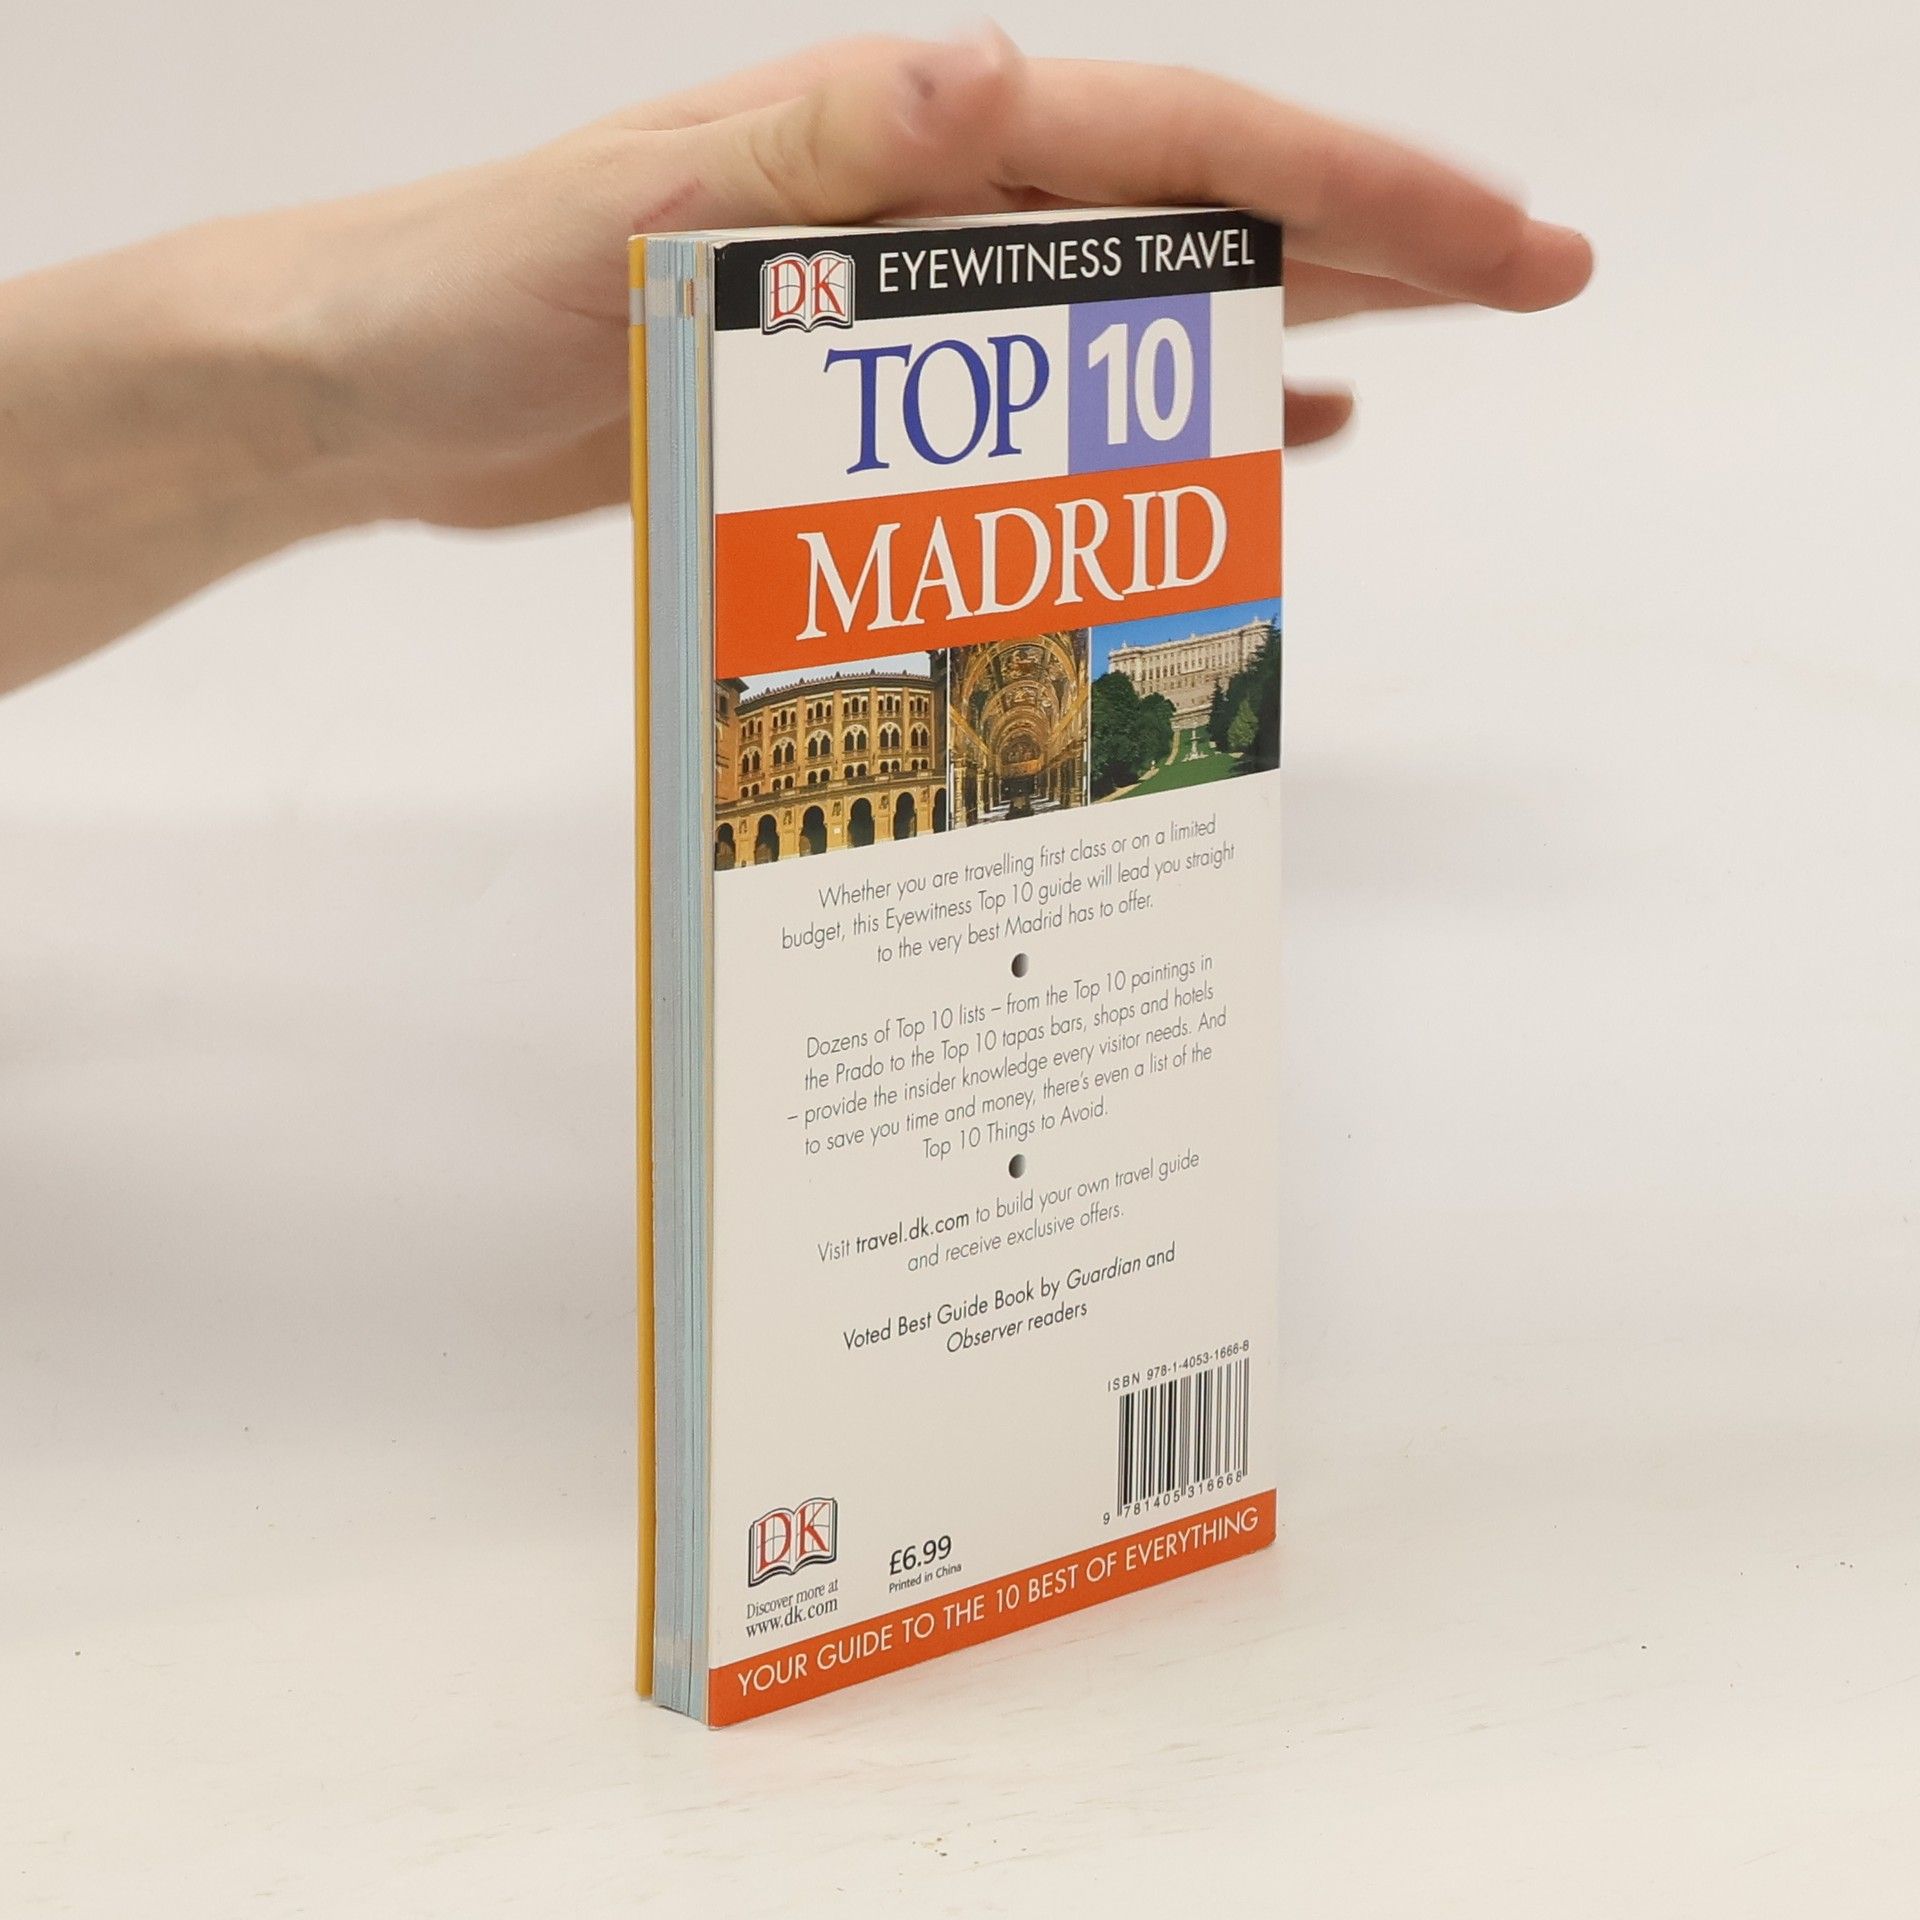 DK EYEWITNESS TRAVEL
TOP 10
MADRID
Whether you are travelling first class or on a limited
budget, this Eyewitness Top 10 guide will lead you straight
to the very best Madrid has to offer.
Dozens of Top 10 lists – from the Top 10 paintings in
the Prado to the Top 10 tapas bars, shops and hotels
– provide the insider knowledge every visitor needs. And
to save you time and money, there's even a list of the
Top 10 Things to Avoid.
Visit travel.dk.com to build your own travel guide
and receive exclusive offers.
Voted Best Guide Book by Guardian and
Observer readers
ISBN 978-1-4053-1666-8
9 781405 316668
DK
Discover more at
www.dk.com
£6.99
Printed in China
YOUR GUIDE TO THE 10 BEST OF EVERYTHING